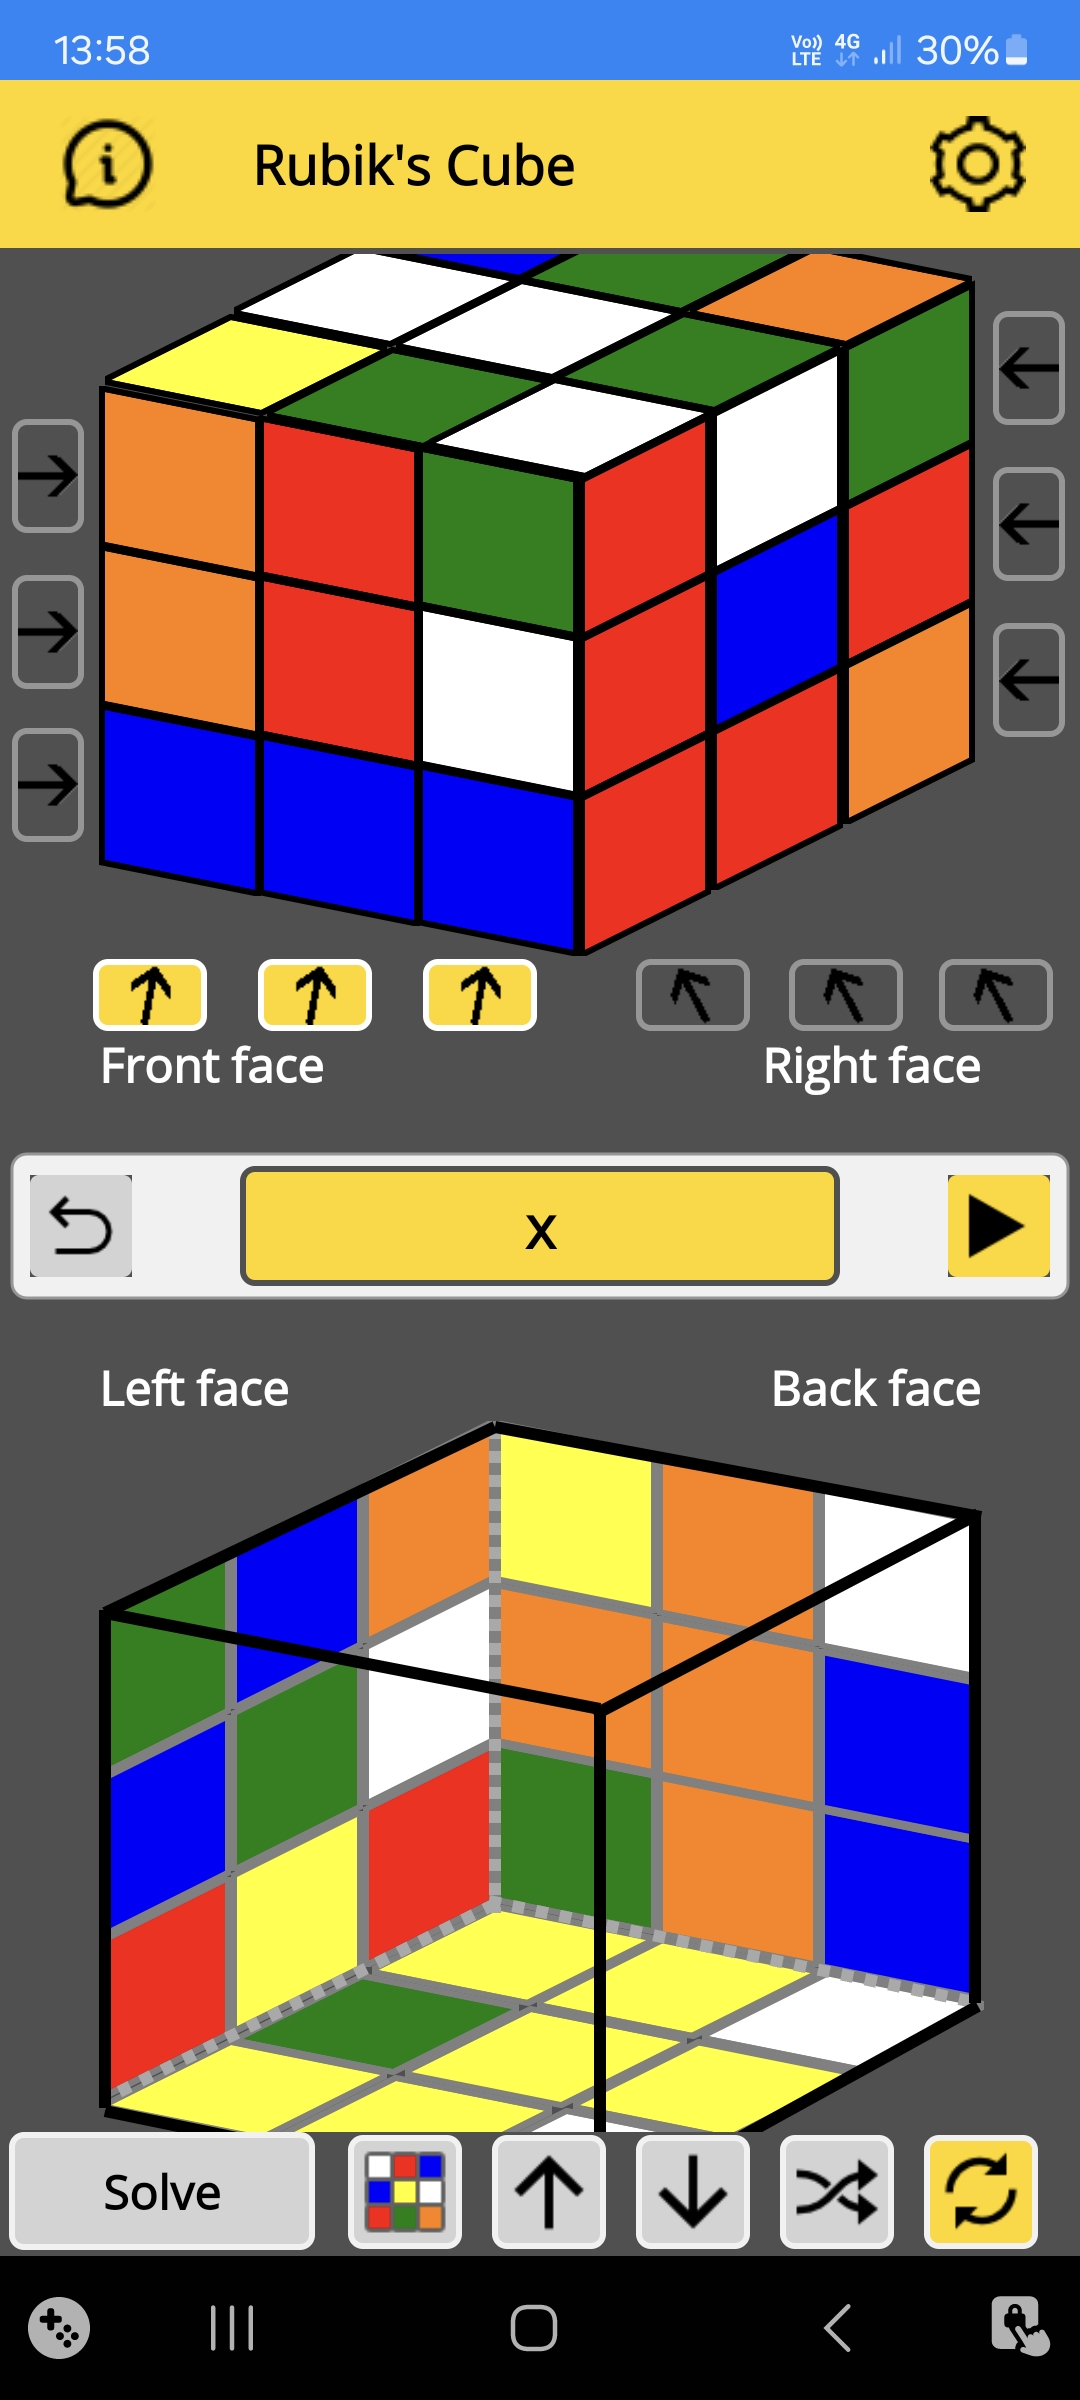 13:58
Vo)) LTE 4G 30%
Rubik's Cube
Front face
Right face
x
Left face
Back face
Solve